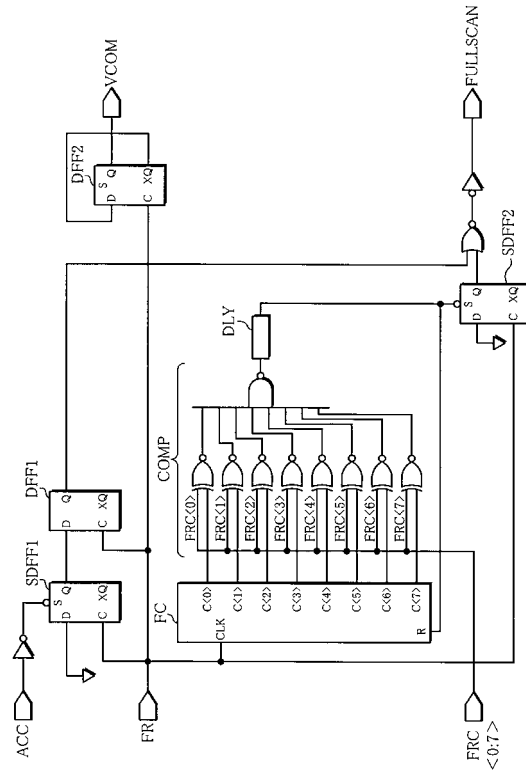 ACC
FR
FRC
<0:7>
SDFF1
D
S
Q
C
XQ
DFF1
D
Q
C
XQ
DFF2
D
S
Q
C
XQ
VCOM
FC
CLK
R
C<0>
C<1>
C<2>
C<3>
C<4>
C<5>
C<6>
C<7>
COMP
FRC<0>
FRC<1>
FRC<2>
FRC<3>
FRC<4>
FRC<5>
FRC<6>
FRC<7>
DLY
D
S
Q
C
XQ
SDFF2
FULLSCAN